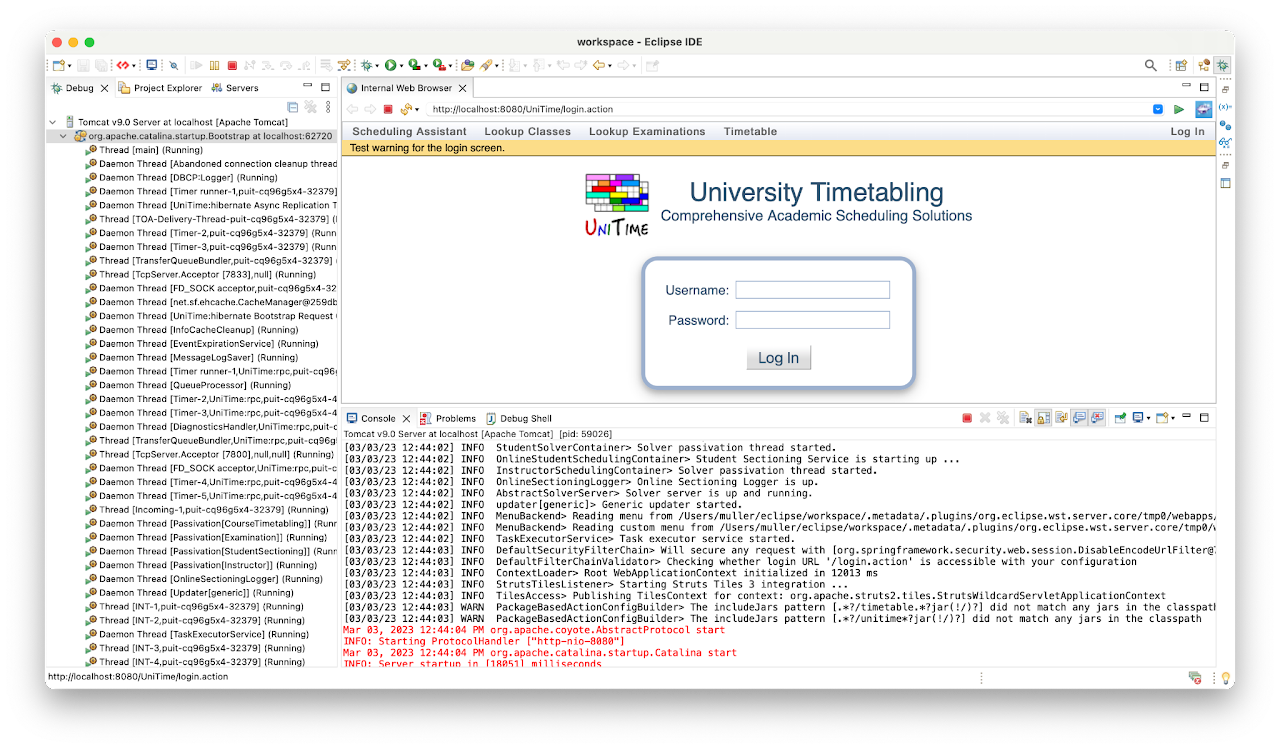 workspace - Eclipse IDE
Debug
Project Explorer
Servers
Tomcat v9.0 Server at localhost [Apache Tomcat]
org.apache.catalina.startup.Bootstrap at localhost:62720
Thread [main] (Running)
Daemon Thread [Abandoned connection cleanup thread
Daemon Thread [DBCP:Logger] (Running)
Daemon Thread [Timer runner-1,puit-cq96g5x4-32379]
Daemon Thread [UniTime:hibernate Async Replication T
Thread [TOA-Delivery-Thread-puit-cq96g5x4-32379] (
Daemon Thread [Timer-2,puit-cq96g5x4-32379] (Runn
Daemon Thread [Timer-3,puit-cq96g5x4-32379] (Runn
Thread [TransferQueueBundler,puit-cq96g5x4-32379]
Thread [TcpServer.Acceptor [7833],null] (Running)
Daemon Thread [FD_SOCK acceptor,puit-cq96g5x4-32
Daemon Thread [net.sf.ehcache.CacheManager@259db
Daemon Thread [UniTime:hibernate Bootstrap Request (
Daemon Thread [InfoCacheCleanup] (Running)
Daemon Thread [EventExpirationService] (Running)
Daemon Thread [MessageLogSaver] (Running)
Daemon Thread [Timer runner-1,UniTime:rpc,puit-cq96g
Daemon Thread [QueueProcessor] (Running)
Daemon Thread [Timer-2,UniTime:rpc,puit-cq96g5x4-4
Daemon Thread [Timer-3,UniTime:rpc,puit-cq96g5x4-4
Daemon Thread [DiagnosticsHandler,UniTime:rpc,puit-c
Thread [TransferQueueBundler,UniTime:rpc,puit-cq96g5
Thread [TcpServer.Acceptor [7800],null,null] (Running)
Daemon Thread [FD_SOCK acceptor,UniTime:rpc,puit-c
Daemon Thread [Timer-4,UniTime:rpc,puit-cq96g5x4-4
Daemon Thread [Timer-5,UniTime:rpc,puit-cq96g5x4-4
Thread [Incoming-1,puit-cq96g5x4-32379] (Running)
Daemon Thread [Passivation[CourseTimetabling]] (Runn
Daemon Thread [Passivation[Examination]] (Running)
Daemon Thread [Passivation[StudentSectioning]] (Runn
Daemon Thread [Passivation[Instructor]] (Running)
Daemon Thread [OnlineSectioningLogger] (Running)
Daemon Thread [Updater[generic]] (Running)
Thread [INT-1,puit-cq96g5x4-32379] (Running)
Thread [INT-2,puit-cq96g5x4-32379] (Running)
Daemon Thread [TaskExecutorService] (Running)
Thread [INT-3,puit-cq96g5x4-32379] (Running)
Thread [INT-4,puit-cq96g5x4-32379] (Running)
Internal Web Browser
http://localhost:8080/UniTime/login.action
Scheduling Assistant Lookup Classes Lookup Examinations Timetable Log In
Test warning for the login screen.
UniTime
University Timetabling
Comprehensive Academic Scheduling Solutions
Username:
Password:
Log In
Console
Problems
Debug Shell
Tomcat v9.0 Server at localhost [Apache Tomcat] [pid: 59026]
[03/03/23 12:44:02] INFO StudentSolverContainer> Solver passivation thread started.
[03/03/23 12:44:02] INFO OnlineStudentSchedulingContainer> Student Sectioning Service is starting up ...
[03/03/23 12:44:02] INFO InstructorSchedulingContainer> Solver passivation thread started.
[03/03/23 12:44:02] INFO OnlineSectioningLogger> Online Sectioning Logger is up.
[03/03/23 12:44:02] INFO AbstractSolverServer> Solver server is up and running.
[03/03/23 12:44:02] INFO updater[generic]> Generic updater started.
[03/03/23 12:44:02] INFO MenuBackend> Reading menu from /Users/muller/eclipse/workspace/.metadata/.plugins/org.eclipse.wst.server.core/tmp0/webapps/
[03/03/23 12:44:02] INFO MenuBackend> Reading custom menu from /Users/muller/eclipse/workspace/.metadata/.plugins/org.eclipse.wst.server.core/tmp0/w
[03/03/23 12:44:02] INFO TaskExecutorService> Task executor service started.
[03/03/23 12:44:03] INFO DefaultSecurityFilterChain> Will secure any request with [org.springframework.security.web.session.DisableEncodeUrlFilter@7
[03/03/23 12:44:03] INFO DefaultFilterChainValidator> Checking whether login URL '/login.action' is accessible with your configuration
[03/03/23 12:44:03] INFO ContextLoader> Root WebApplicationContext initialized in 12013 ms
[03/03/23 12:44:03] INFO StrutsTilesListener> Starting Struts Tiles 3 integration ...
[03/03/23 12:44:03] INFO TilesAccess> Publishing TilesContext for context: org.apache.struts2.tiles.StrutsWildcardServletApplicationContext
[03/03/23 12:44:03] WARN PackageBasedActionConfigBuilder> The includeJars pattern [.*?/timetable.*?jar(!/)?] did not match any jars in the classpath
[03/03/23 12:44:03] WARN PackageBasedActionConfigBuilder> The includeJars pattern [.*?/unitime*?jar(!/)?] did not match any jars in the classpath
Mar 03, 2023 12:44:04 PM org.apache.coyote.AbstractProtocol start
INFO: Starting ProtocolHandler ["http-nio-8080"]
Mar 03, 2023 12:44:04 PM org.apache.catalina.startup.Catalina start
INFO: Server startup in [18051] milliseconds
http://localhost:8080/UniTime/login.action